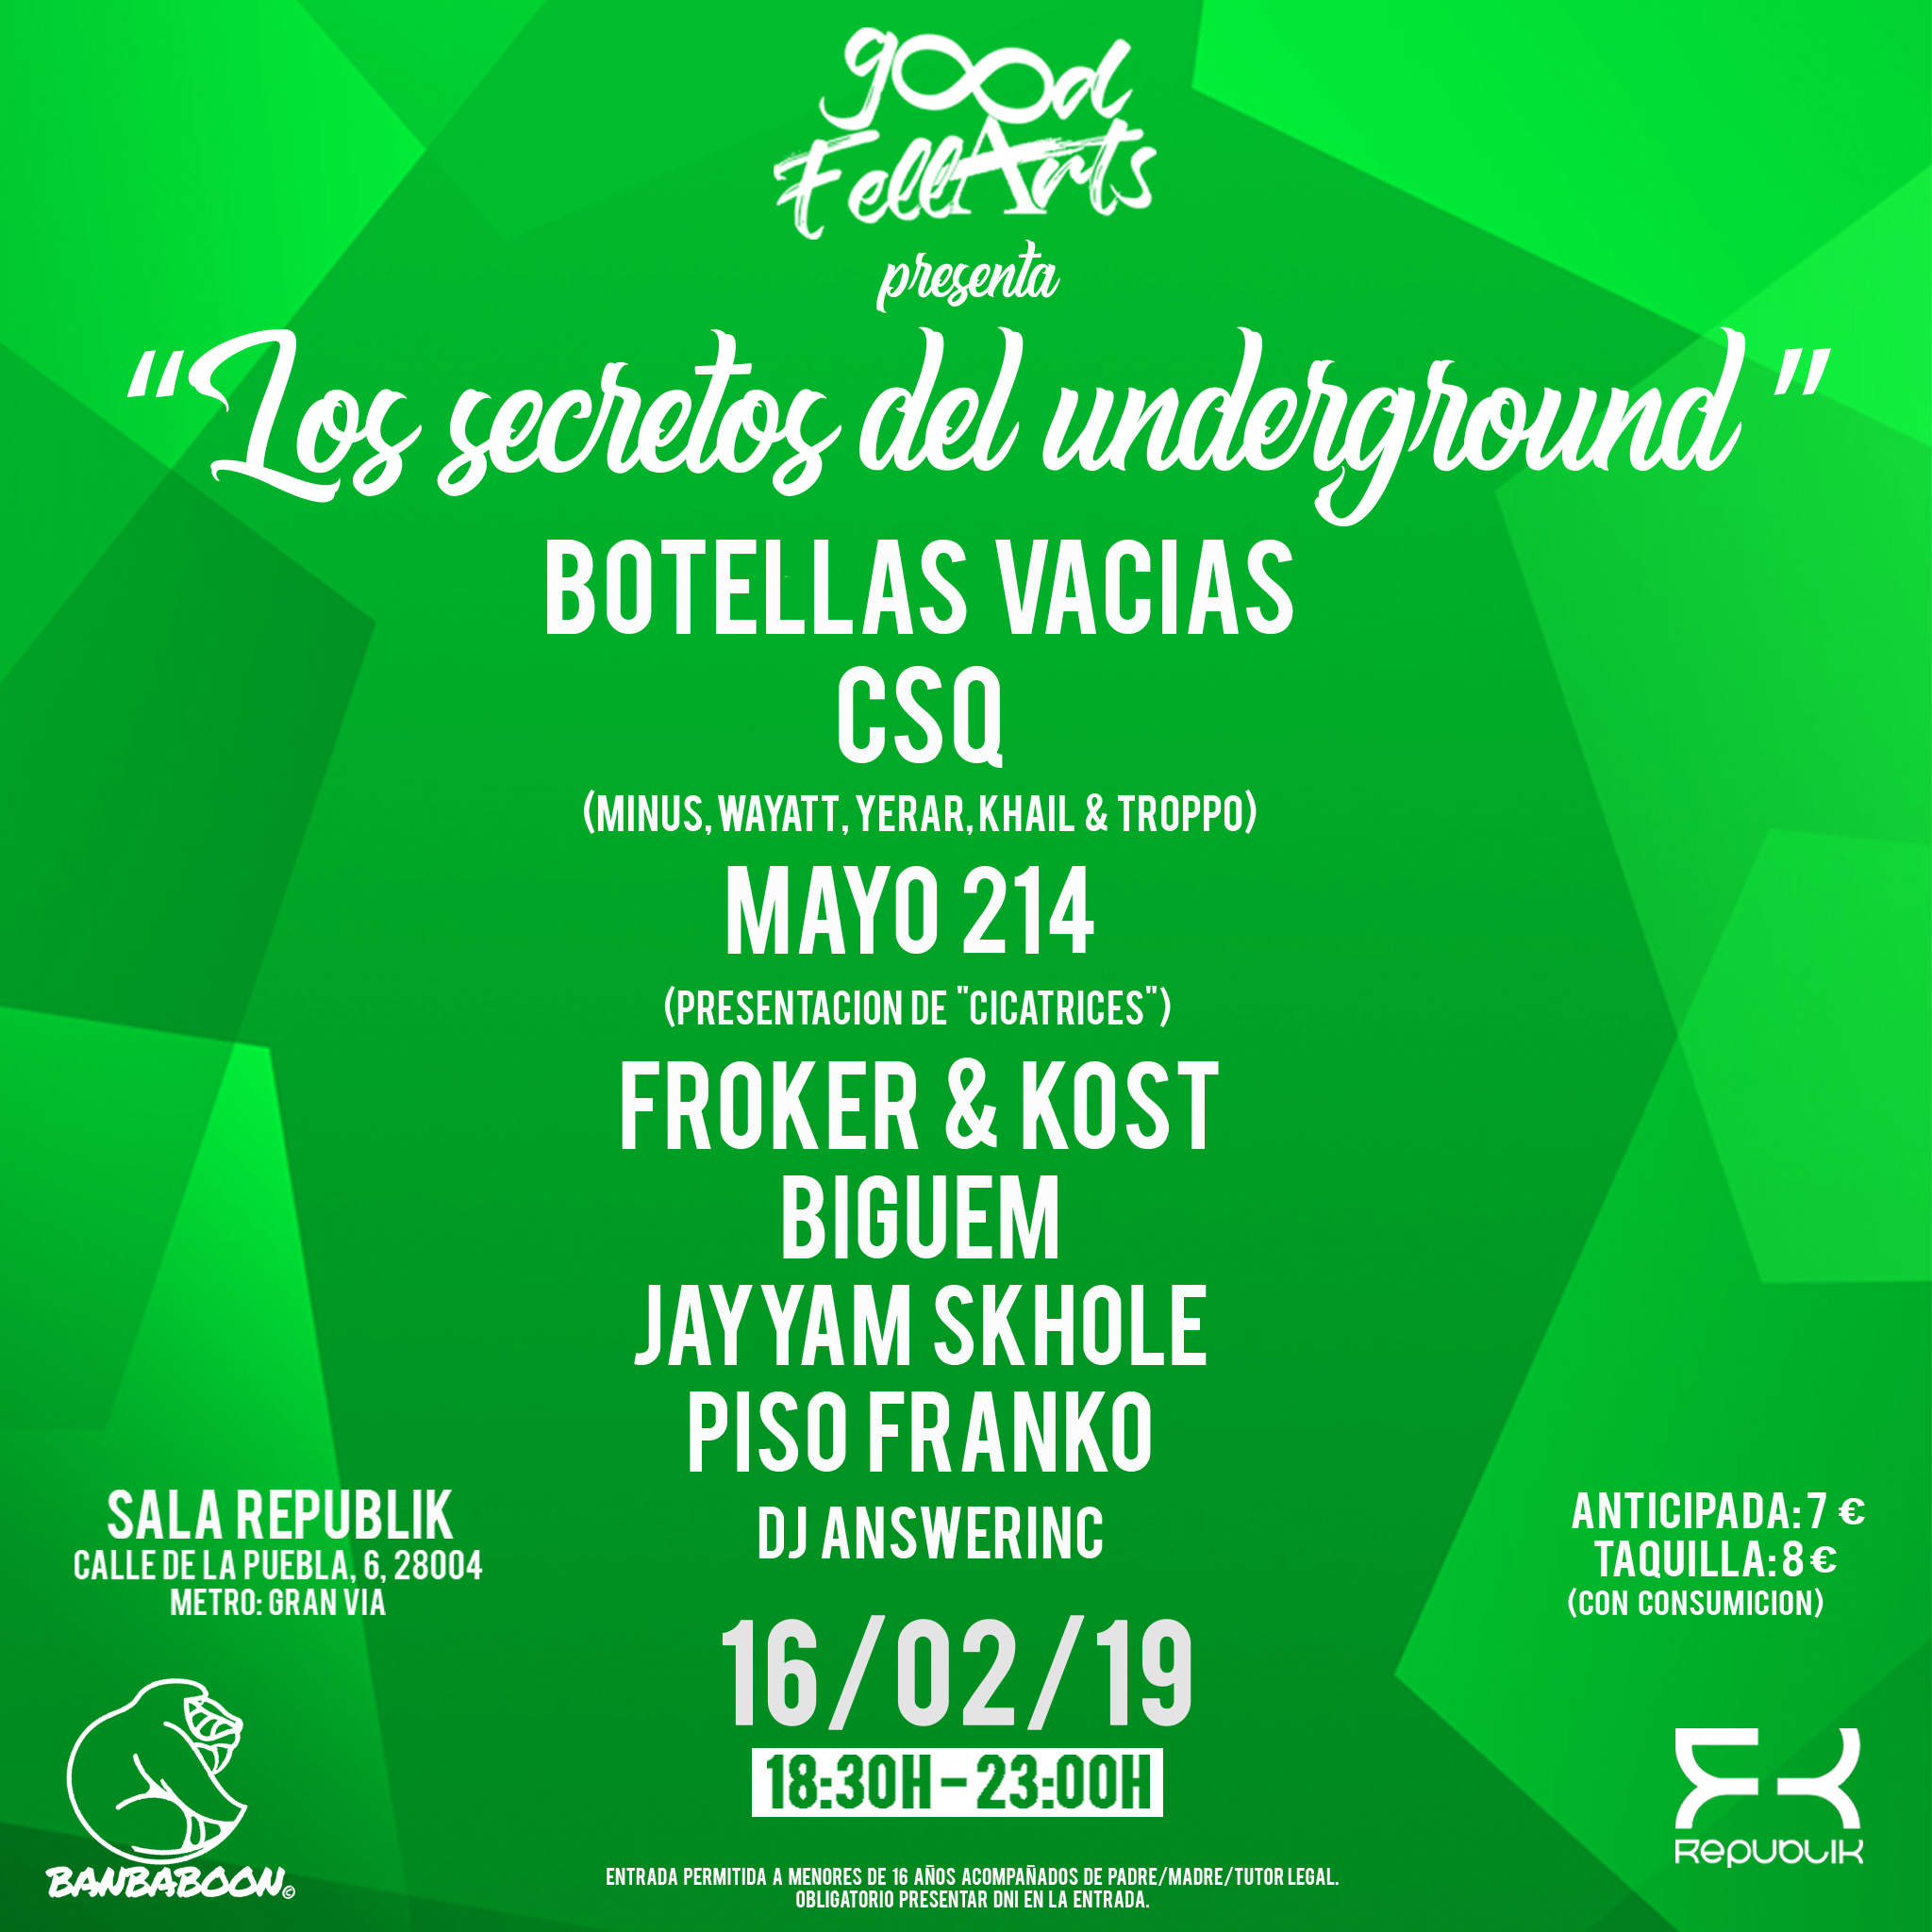 good
FellArts
presenta
"Los secretos del underground"
BOTELLAS VACIAS
CSQ
(MINUS, WAYATT, YERAR, KHAIL & TROPPO)
MAYO 214
(PRESENTACION DE "CICATRICES")
FROKER & KOST
BIGUEM
JAY YAM SKHOLE
PISO FRANKO
DJ ANSWERINC
SALA REPUBLIK
CALLE DE LA PUEBLA, 6, 28004
METRO: GRAN VIA
ANTICIPADA: 7 €
TAQUILLA: 8 €
(CON CONSUMICION)
16/02/19
18:30H - 23:00H
BANBABOON©
RK
Republik
ENTRADA PERMITIDA A MENORES DE 16 AÑOS ACOMPAÑADOS DE PADRE/MADRE/TUTOR LEGAL.
OBLIGATORIO PRESENTAR DNI EN LA ENTRADA.